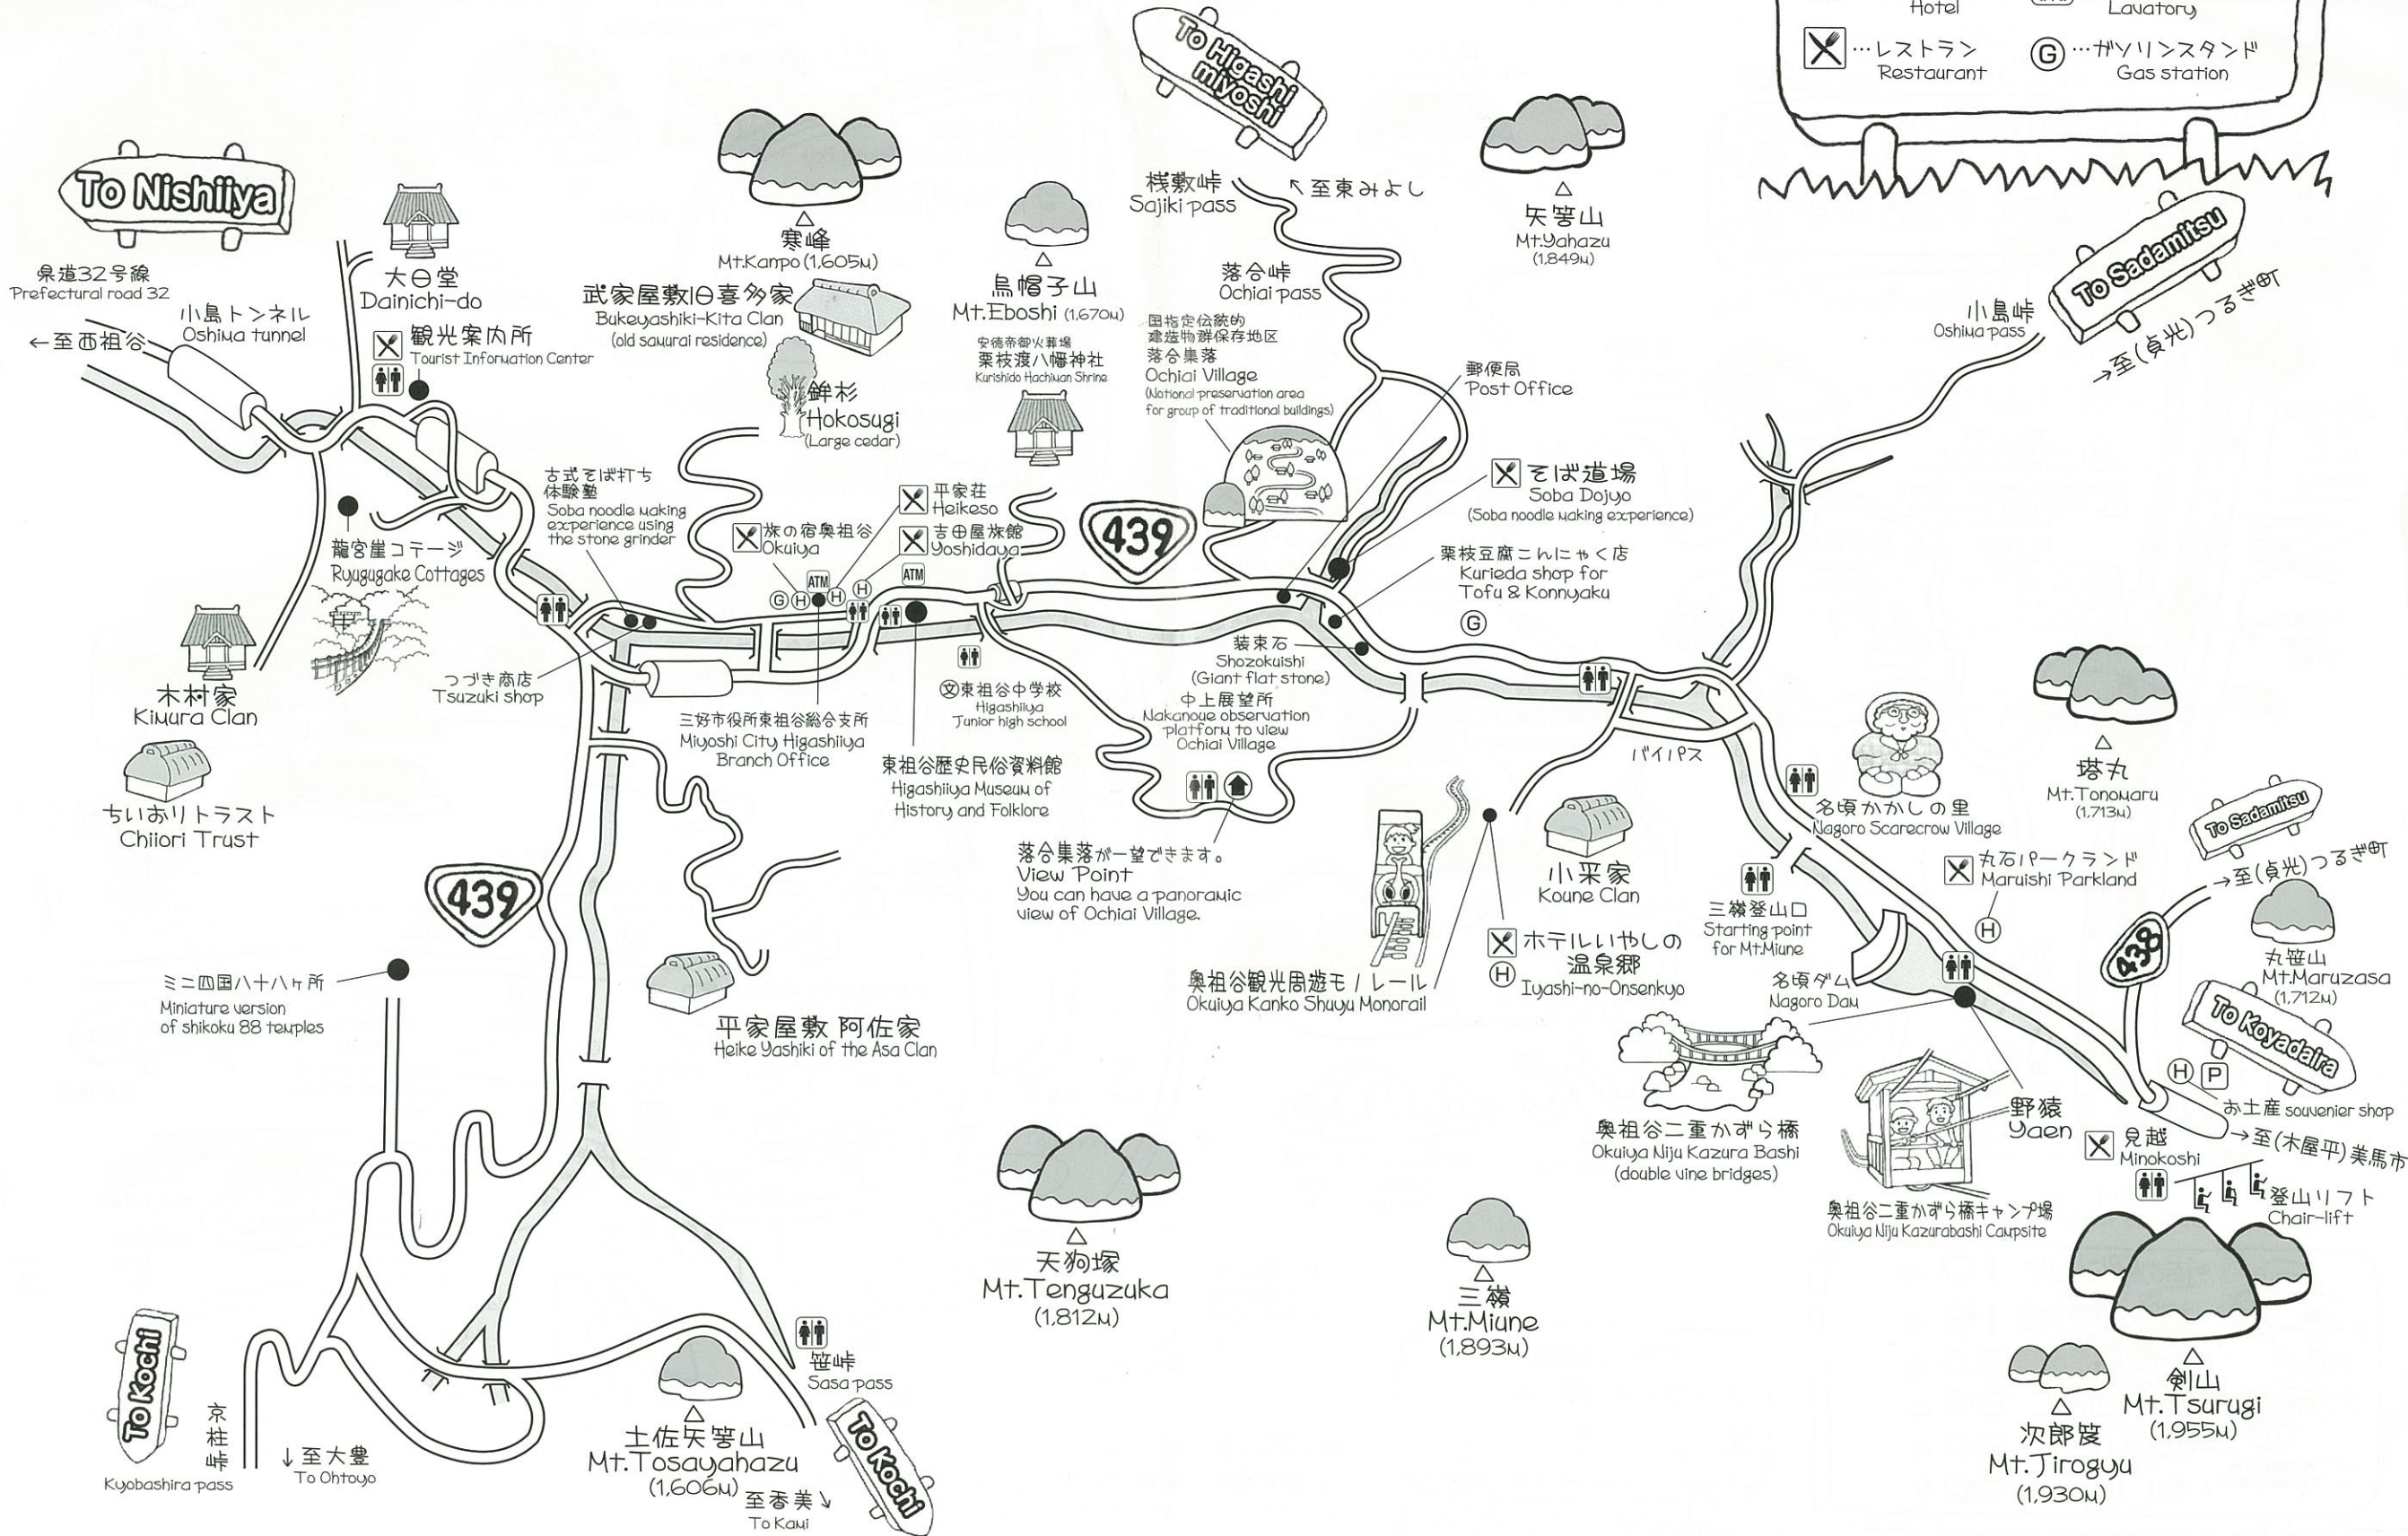 Hotel
Lavatory
…レストラン
Restaurant
G
…ガソリンスタンド
Gas station
To Higashi
miyoshi
To Nishiiya
県道32号線
Prefectural road 32
←至西祖谷
小島トンネル
Oshima tunnel
大日堂
Dainichi-do
観光案内所
Tourist Information Center
寒峰
Mt.Kanpo (1,605M)
武家屋敷旧喜多家
Bukeyashiki-Kita Clan
(old samurai residence)
鉾杉
Hokosugi
(Large cedar)
烏帽子山
Mt.Eboshi (1,670M)
安徳帝御火葬場
栗枝渡八幡神社
Kurishido Hachiman Shrine
桟敷峠
Sajiki pass
↖至東みよし
落合峠
Ochiai pass
国指定伝統的
建造物群保存地区
落合集落
Ochiai Village
(Notional preservation area
for group of traditional buildings)
矢筈山
Mt.Yahazu
(1,849M)
To Sadamitsu
→至(貞光)つるぎ町
小島峠
Oshima pass
郵便局
Post Office
そば道場
Soba Dojyo
(Soba noodle making experience)
栗枝豆腐こんにゃく店
Kurieda shop for
Tofu & Konnyaku
G
古式そば打ち
体験塾
Soba noodle making
experience using
the stone grinder
平家荘
Heikeso
旅の宿奥祖谷
Okuiya
吉田屋旅館
Yoshidaya
439
ATM
ATM
G
H
H
H
龍宮崖コテージ
Ryugugake Cottages
木村家
Kimura Clan
ちいおりトラスト
Chiiori Trust
つづき商店
Tsuzuki shop
三好市役所東祖谷総合支所
Miyoshi City Higashiiya
Branch Office
文東祖谷中学校
Higashiiya
Junior high school
東祖谷歴史民俗資料館
Higashiiya Museum of
History and Folklore
装束石
Shozokuishi
(Giant flat stone)
中上展望所
Nakanoue observation
platform to view
Ochiai Village
落合集落が一望できます。
View Point
You can have a panoramic
view of Ochiai Village.
バイパス
名頃かかしの里
Nagoro Scarecrow Village
塔丸
Mt.Tonomaru
(1,713M)
To Sadamitsu
→至(貞光)つるぎ町
丸石パークランド
Maruishi Parkland
H
438
丸笹山
Mt.Maruzasa
(1,712M)
439
小采家
Koune Clan
三嶺登山口
Starting point
for Mt.Miune
奥祖谷観光周遊モノレール
Okuiya Kanko Shuyu Monorail
H
ホテルいやしの
温泉郷
Iyashi-no-Onsenkyo
名頃ダム
Nagoro Dam
ミニ四国八十八ヶ所
Miniature version
of shikoku 88 temples
平家屋敷 阿佐家
Heike Yashiki of the Asa Clan
To Koyadaira
H
P
お土産 souvenier shop
→至(木屋平)美馬市
見越
Minokoshi
登山リフト
Chair-lift
奥祖谷二重かずら橋
Okuiya Niju Kazura Bashi
(double vine bridges)
野猿
Yaen
奥祖谷二重かずら橋キャンプ場
Okuiya Niju Kazurabashi Campsite
天狗塚
Mt.Tenguzuka
(1,812M)
三嶺
Mt.Miune
(1,893M)
剣山
Mt.Tsurugi
(1,955M)
次郎笈
Mt.Jirogyu
(1,930M)
To Kochi
京柱峠
Kyobashira pass
↓至大豊
To Ohtoyo
笹峠
Sasa pass
土佐矢筈山
Mt.Tosayahazu
(1,606M)
至香美↘
To Kami
To Kochi